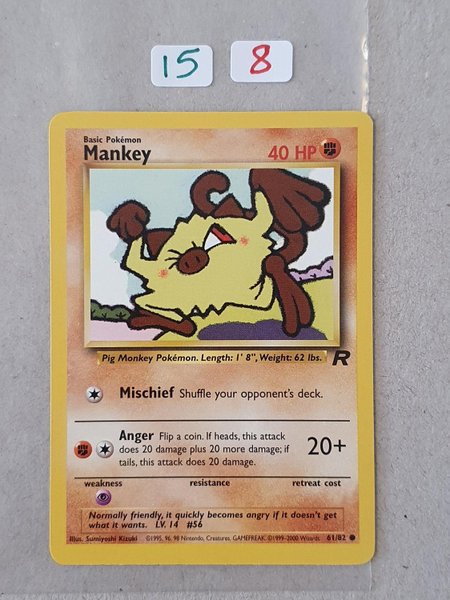 15 8
Basic Pokémon
Mankey 40 HP
Pig Monkey Pokémon. Length: 1' 8", Weight: 62 lbs.
R
Mischief Shuffle your opponent's deck.
Anger Flip a coin. If heads, this attack
does 20 damage plus 20 more damage; if
tails, this attack does 20 damage.
20+
weakness resistance retreat cost
Normally friendly, it quickly becomes angry if it doesn't get
what it wants. LV. 14 #56
Illus. Sumiyoshi Kizuki ©1995, 96, 98 Nintendo, Creatures, GAMEFREAK. ©1999-2000 Wizards. 61/82